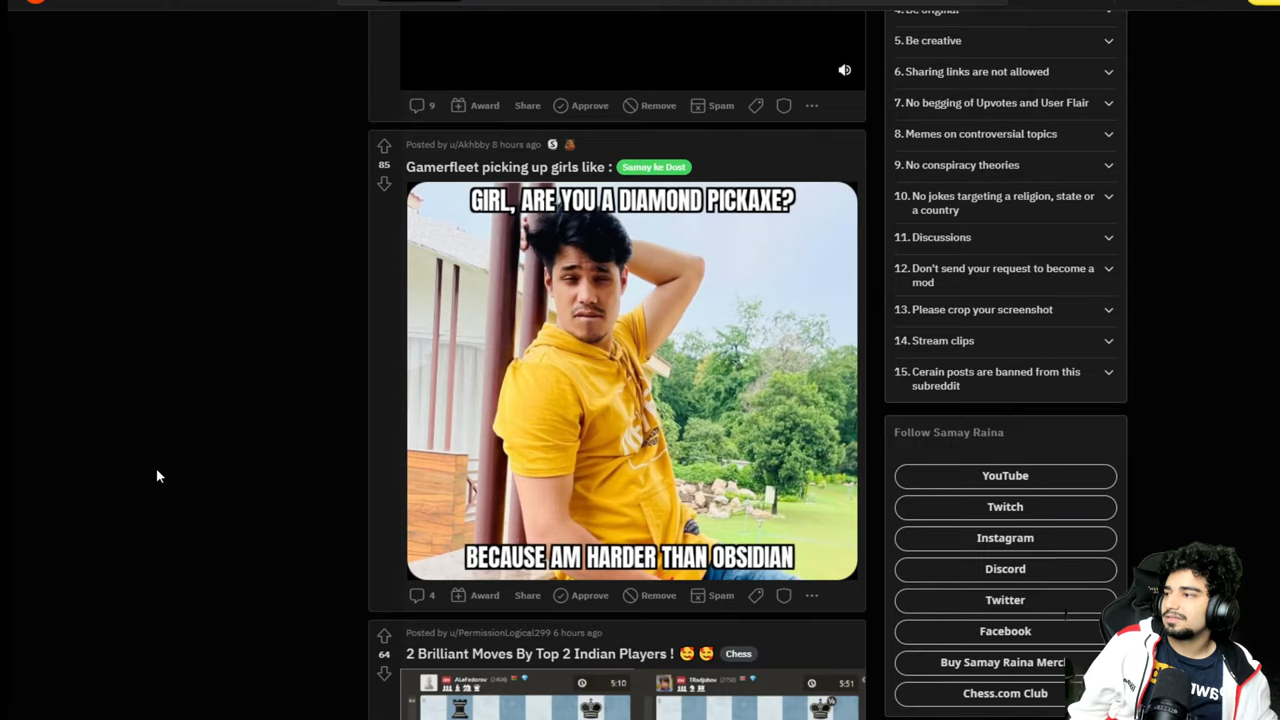 4. Be original
5. Be creative
6. Sharing links are not allowed
7. No begging of Upvotes and User Flair
8. Memes on controversial topics
9. No conspiracy theories
10. No jokes targeting a religion, state or
a country
11. Discussions
12. Don't send your request to become a
mod
13. Please crop your screenshot
14. Stream clips
15. Cerain posts are banned from this
subreddit
9 Award Share Approve Remove Spam
Posted by u/Akhbby 8 hours ago
85
Gamerfleet picking up girls like : Samay ke Dost
GIRL, ARE YOU A DIAMOND PICKAXE?
BECAUSE AM HARDER THAN OBSIDIAN
4 Award Share Approve Remove Spam
Posted by u/PermissionLogical299 6 hours ago
64
2 Brilliant Moves By Top 2 Indian Players ! Chess
ALeFedorov (2404) 5:10
TRadjabov (2750) 5:51
Follow Samay Raina
YouTube
Twitch
Instagram
Discord
Twitter
Facebook
Buy Samay Raina Merc
Chess.com Club